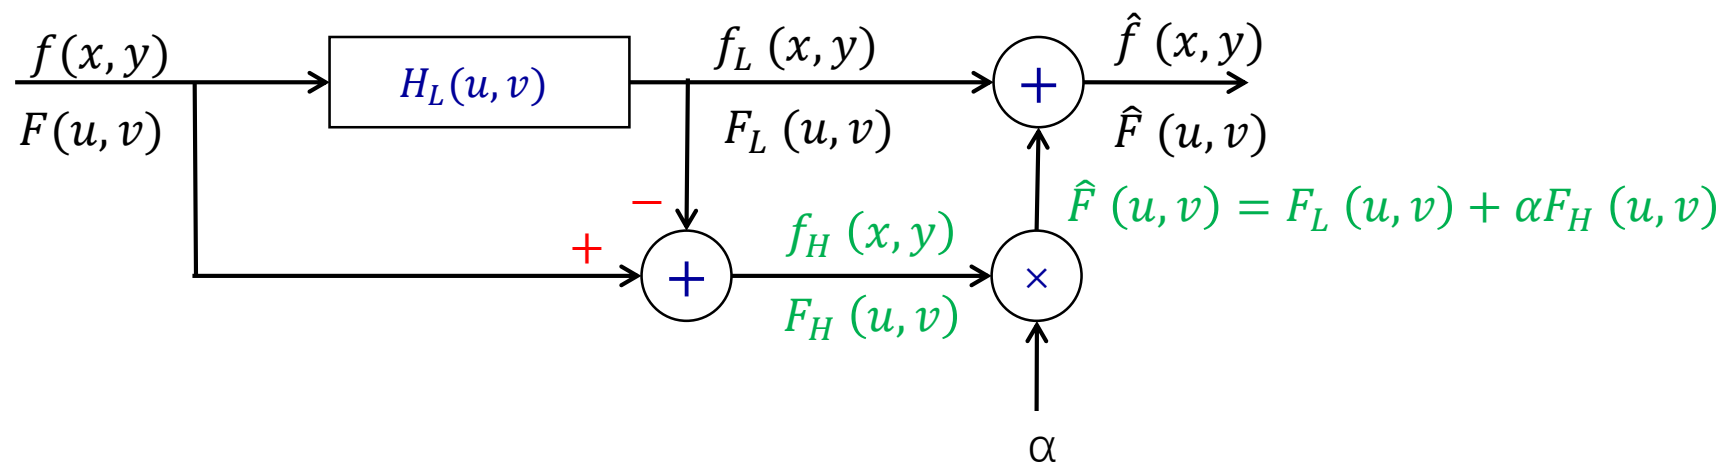 f(x, y)
F(u, v)
H_L(u, v)
f_L (x, y)
F_L (u, v)
+
f̂ (x, y)
F̂ (u, v)
F̂ (u, v) = F_L (u, v) + αF_H (u, v)
−
+
+
f_H (x, y)
F_H (u, v)
×
α